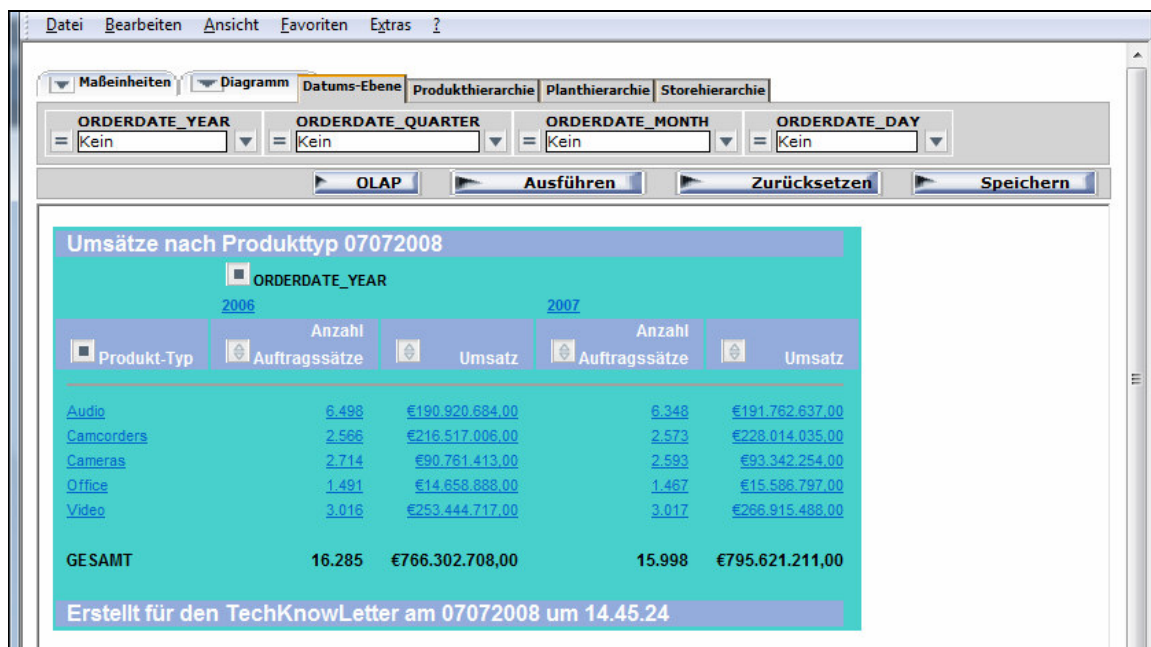 Datei Bearbeiten Ansicht Favoriten Extras ?
Maßeinheiten Diagramm Datums-Ebene Produkthierarchie Planthierarchie Storehierarchie
ORDERDATE_YEAR ORDERDATE_QUARTER ORDERDATE_MONTH ORDERDATE_DAY
= Kein = Kein = Kein = Kein
OLAP Ausführen Zurücksetzen Speichern
Umsätze nach Produkttyp 07072008
ORDERDATE_YEAR
2006 2007
Anzahl Anzahl
Produkt-Typ Auftragssätze Umsatz Auftragssätze Umsatz
Audio 6.498 €190.920.684,00 6.348 €191.762.637,00
Camcorders 2.566 €216.517.006,00 2.573 €228.014.035,00
Cameras 2.714 €90.761.413,00 2.593 €93.342.254,00
Office 1.491 €14.658.888,00 1.467 €15.586.797,00
Video 3.016 €253.444.717,00 3.017 €266.915.488,00
GESAMT 16.285 €766.302.708,00 15.998 €795.621.211,00
Erstellt für den TechKnowLetter am 07072008 um 14.45.24